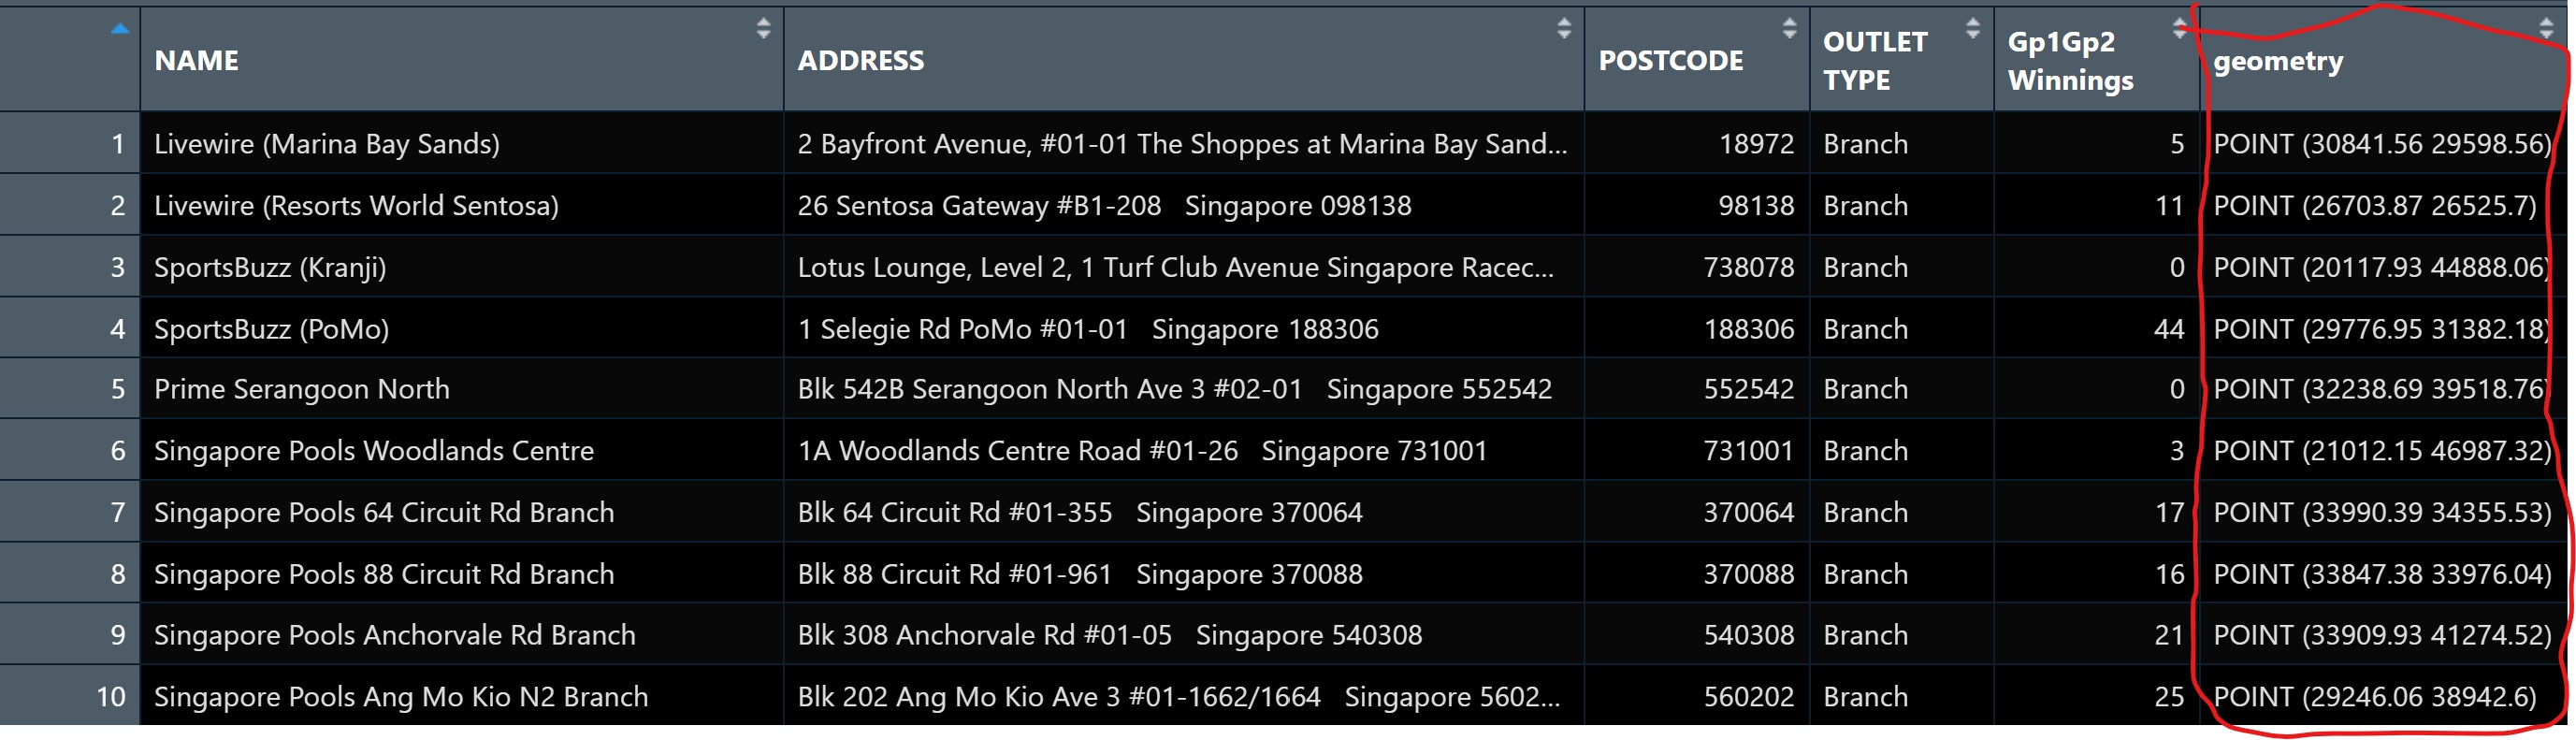 NAME ADDRESS POSTCODE OUTLET TYPE Gp1Gp2 Winnings geometry
1 Livewire (Marina Bay Sands) 2 Bayfront Avenue, #01-01 The Shoppes at Marina Bay Sand... 18972 Branch 5 POINT (30841.56 29598.56)
2 Livewire (Resorts World Sentosa) 26 Sentosa Gateway #B1-208 Singapore 098138 98138 Branch 11 POINT (26703.87 26525.7)
3 SportsBuzz (Kranji) Lotus Lounge, Level 2, 1 Turf Club Avenue Singapore Racec... 738078 Branch 0 POINT (20117.93 44888.06)
4 SportsBuzz (PoMo) 1 Selegie Rd PoMo #01-01 Singapore 188306 188306 Branch 44 POINT (29776.95 31382.18)
5 Prime Serangoon North Blk 542B Serangoon North Ave 3 #02-01 Singapore 552542 552542 Branch 0 POINT (32238.69 39518.76)
6 Singapore Pools Woodlands Centre 1A Woodlands Centre Road #01-26 Singapore 731001 731001 Branch 3 POINT (21012.15 46987.32)
7 Singapore Pools 64 Circuit Rd Branch Blk 64 Circuit Rd #01-355 Singapore 370064 370064 Branch 17 POINT (33990.39 34355.53)
8 Singapore Pools 88 Circuit Rd Branch Blk 88 Circuit Rd #01-961 Singapore 370088 370088 Branch 16 POINT (33847.38 33976.04)
9 Singapore Pools Anchorvale Rd Branch Blk 308 Anchorvale Rd #01-05 Singapore 540308 540308 Branch 21 POINT (33909.93 41274.52)
10 Singapore Pools Ang Mo Kio N2 Branch Blk 202 Ang Mo Kio Ave 3 #01-1662/1664 Singapore 5602... 560202 Branch 25 POINT (29246.06 38942.6)